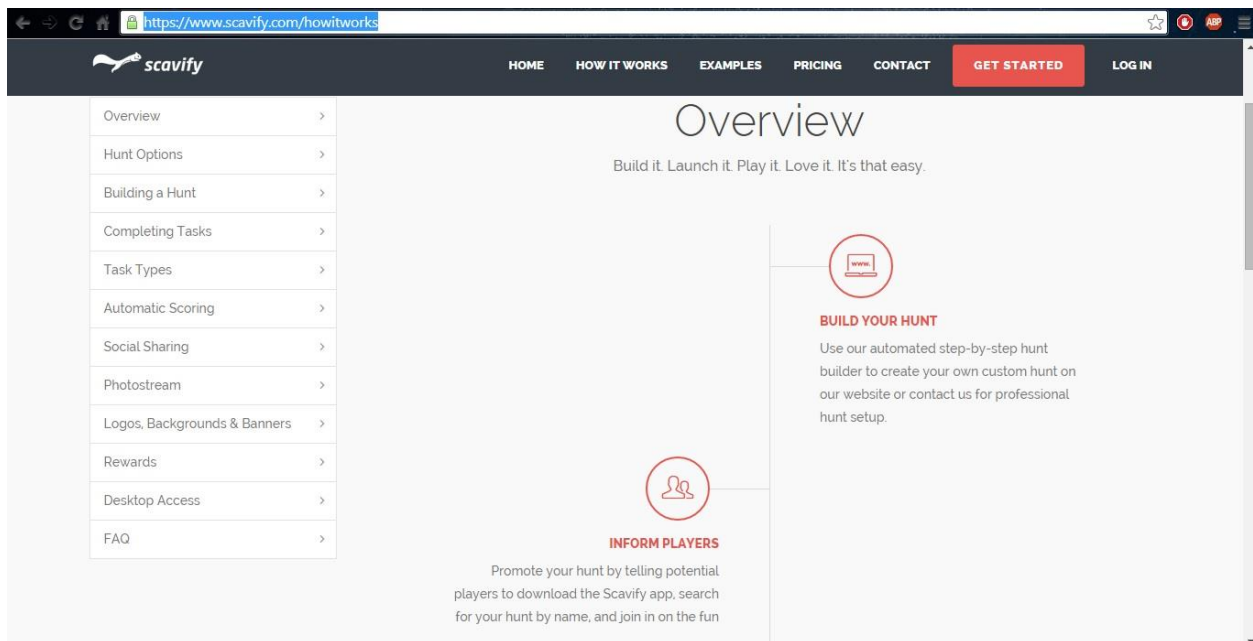 https://www.scavify.com/howitworks
ABP
scavify
HOME HOW IT WORKS EXAMPLES PRICING CONTACT GET STARTED LOG IN
Overview
Hunt Options
Building a Hunt
Completing Tasks
Task Types
Automatic Scoring
Social Sharing
Photostream
Logos, Backgrounds & Banners
Rewards
Desktop Access
FAQ
Overview
Build it. Launch it. Play it. Love it. It's that easy.
www.
BUILD YOUR HUNT
Use our automated step-by-step hunt
builder to create your own custom hunt on
our website or contact us for professional
hunt setup.
INFORM PLAYERS
Promote your hunt by telling potential
players to download the Scavify app, search
for your hunt by name, and join in on the fun